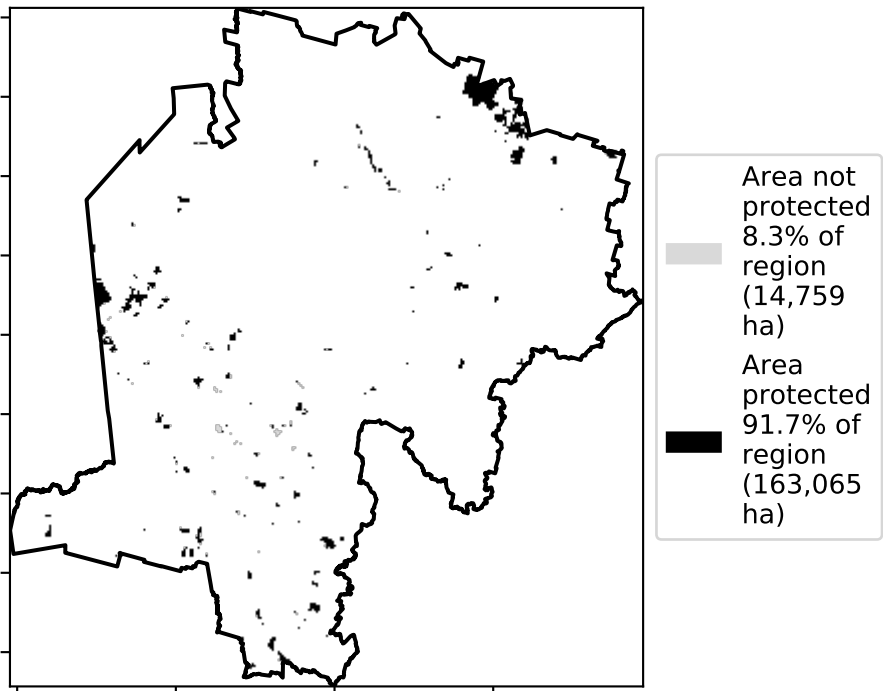 Area not
protected
8.3% of
region
(14,759
ha)
Area
protected
91.7% of
region
(163,065
ha)